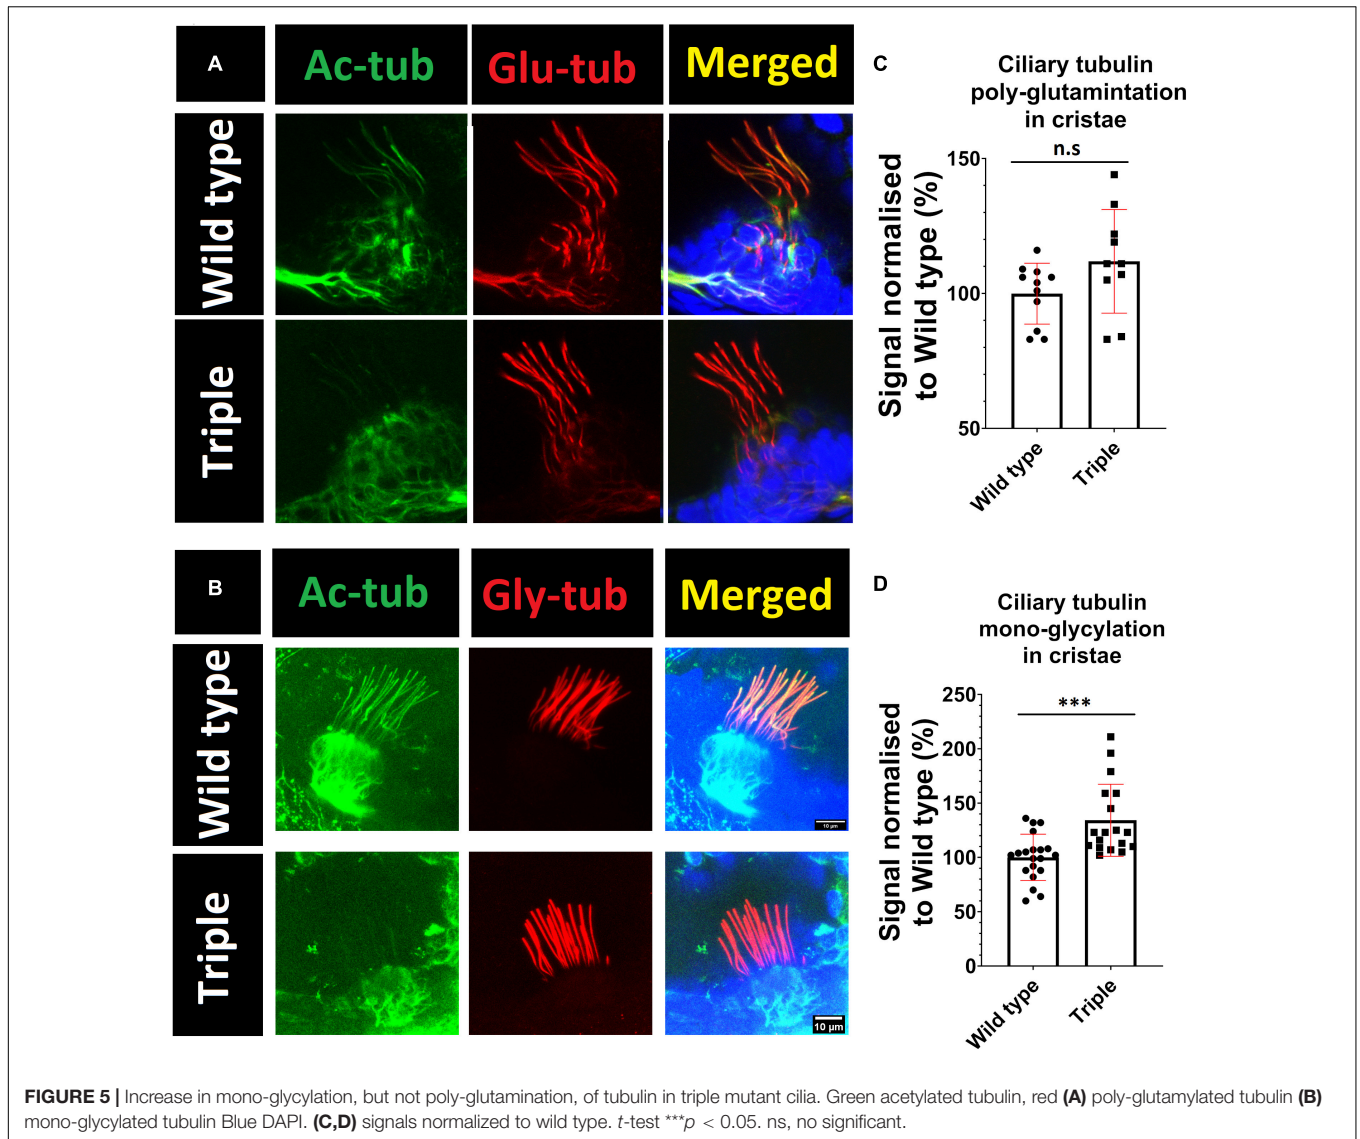 A
Ac-tub
Glu-tub
Merged
Wild type
Triple
C
Ciliary tubulin
poly-glutamintation
in cristae
n.s
150
100
50
Signal normalised
to Wild type (%)
Wild type
Triple
B
Ac-tub
Gly-tub
Merged
Wild type
10 µm
Triple
10 µm
D
Ciliary tubulin
mono-glycylation
in cristae
***
250
200
150
100
50
0
Signal normalised
to Wild type (%)
Wild type
Triple
FIGURE 5 | Increase in mono-glycylation, but not poly-glutamination, of tubulin in triple mutant cilia. Green acetylated tubulin, red (A) poly-glutamylated tubulin (B)
mono-glycylated tubulin Blue DAPI. (C,D) signals normalized to wild type. t-test ***p < 0.05. ns, no significant.